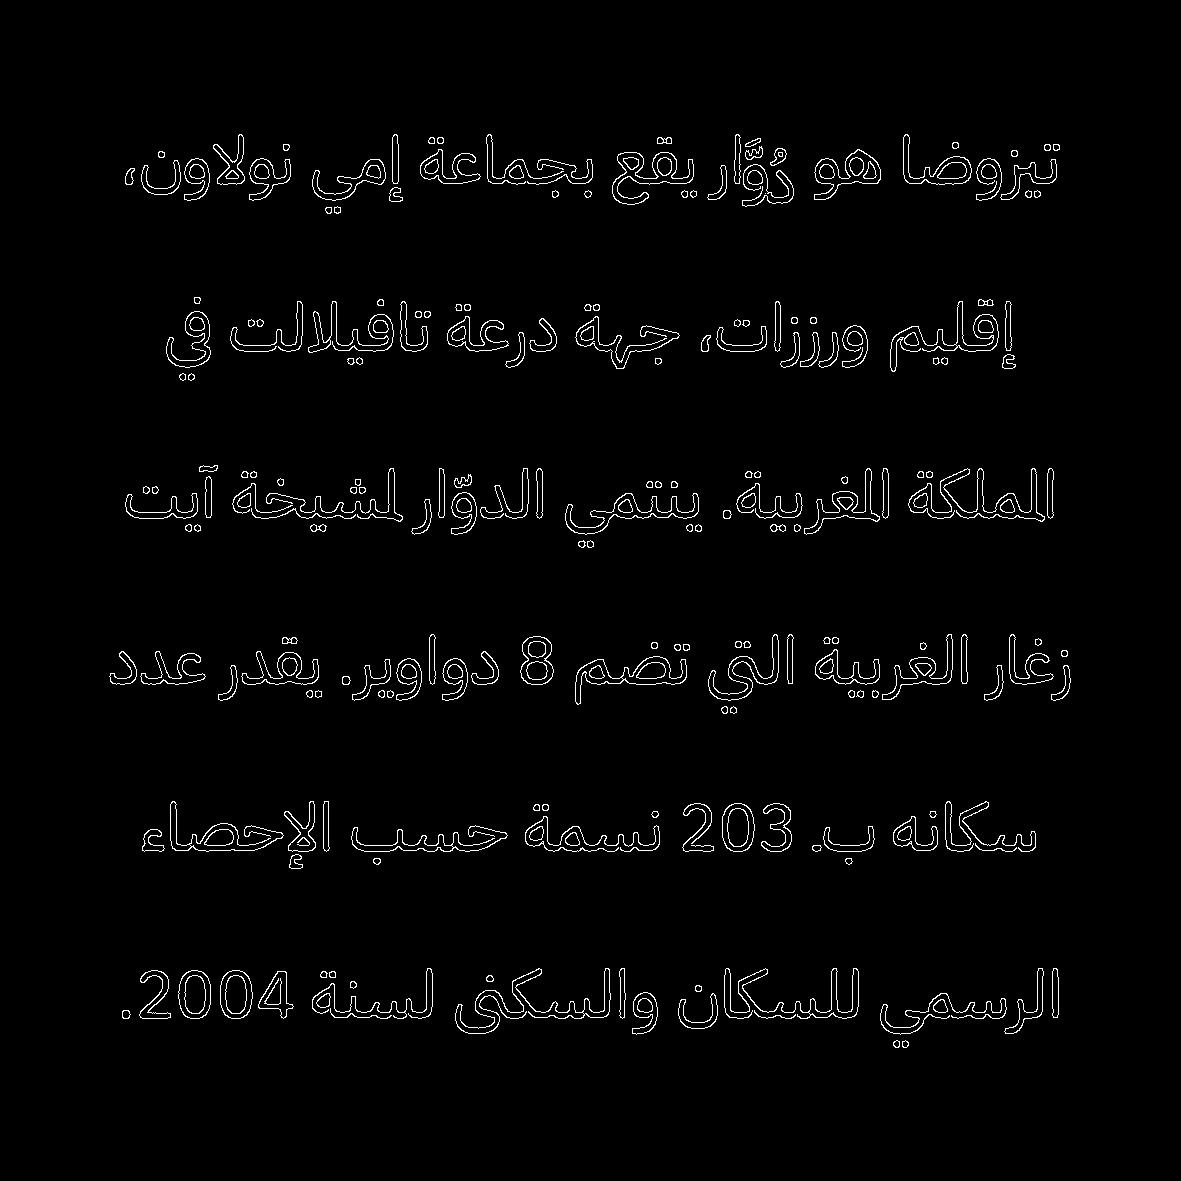 تيزوضا هو دُوَّار يقع بجماعة إمي نولاون،
إقليم ورززات، جهة درعة تافيلالت في
المملكة المغربية. ينتمي الدوّار لمشيخة آيت
زغار الغربية التي تضم 8 دواوير. يقدر عدد
سكانه ب. 203 نسمة حسب الإحصاء
الرسمي للسكان والسكنى لسنة 2004.